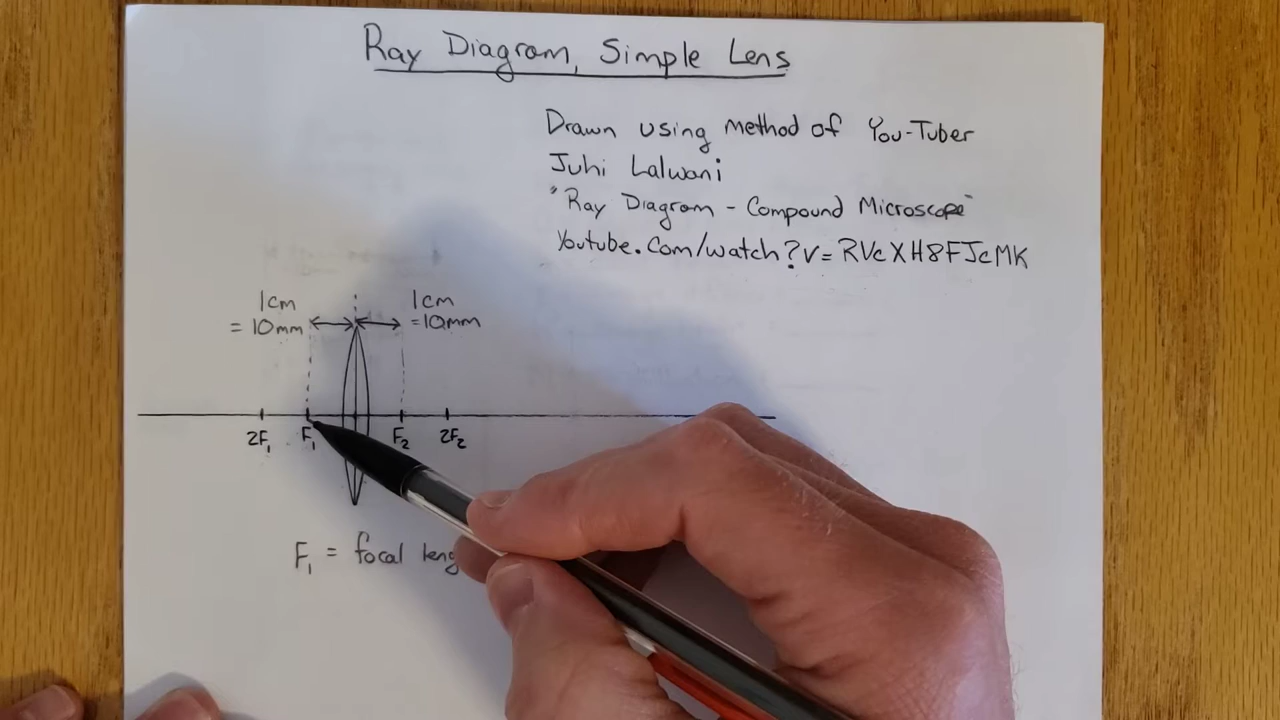 Ray Diagram, Simple Lens
Drawn using method of You-Tuber
Juhi Lalwani
"Ray Diagram - Compound Microscope"
Youtube.com/watch?v=RVcXH8FJcMK
1cm
= 10mm
1cm
=10mm
2F₁ F₁ F₂ 2F₂
F₁ = focal leng